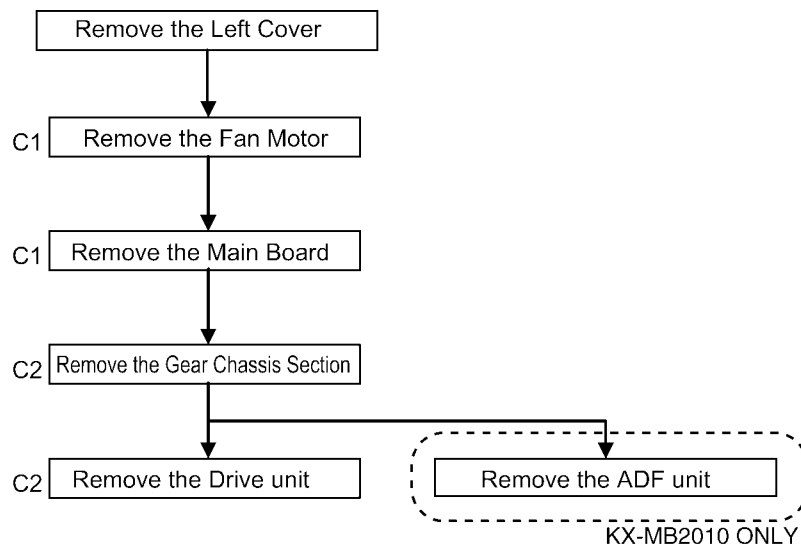 Remove the Left Cover
C1 Remove the Fan Motor
C1 Remove the Main Board
C2 Remove the Gear Chassis Section
C2 Remove the Drive unit
Remove the ADF unit
KX-MB2010 ONLY